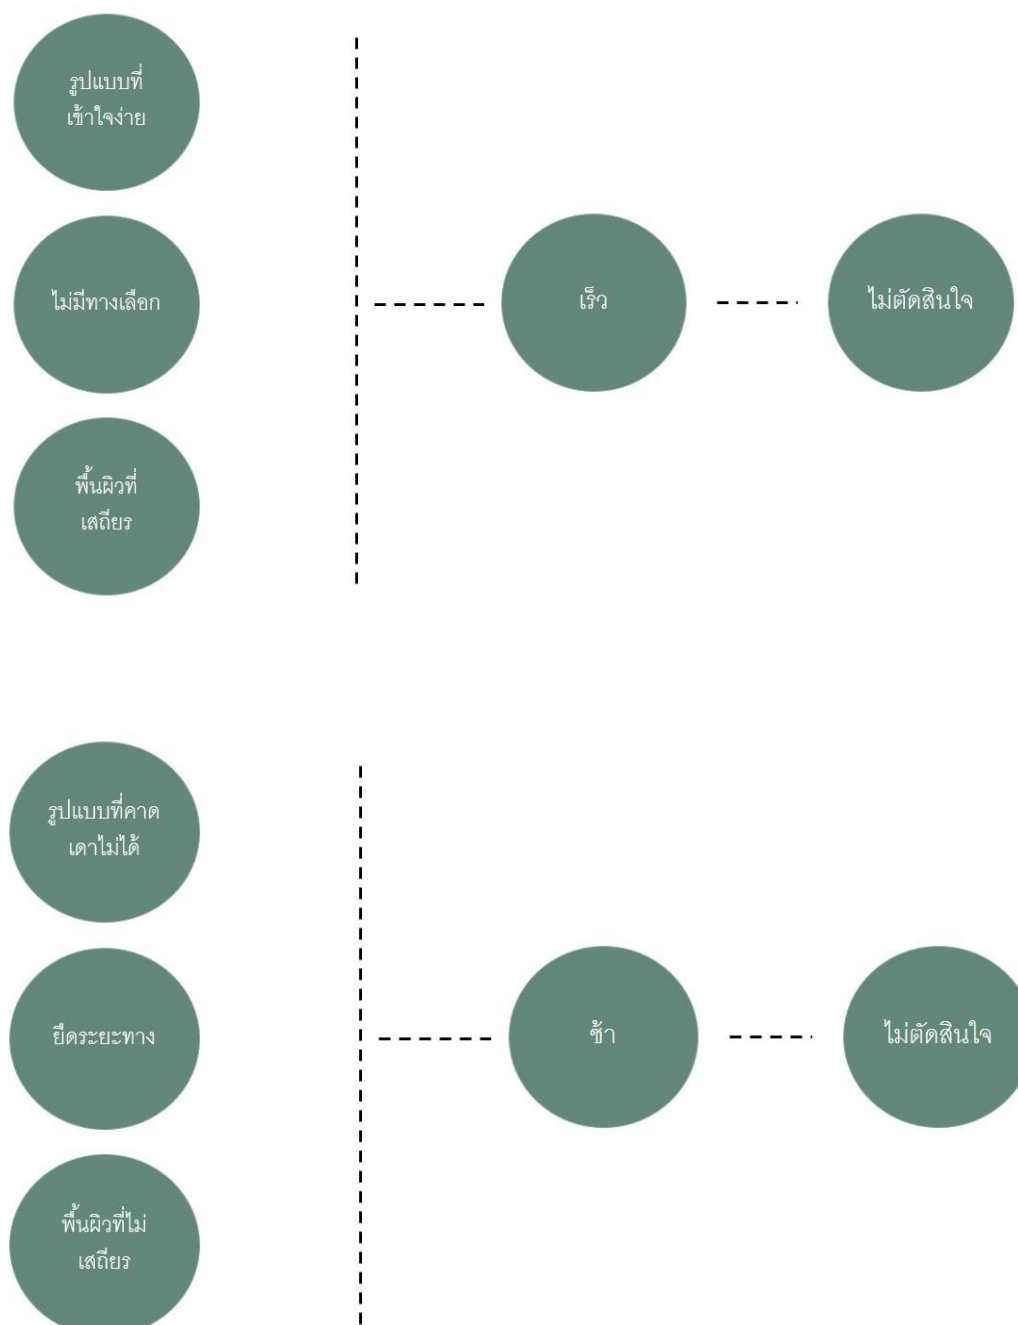 รูปแบบที่
เข้าใจง่าย
ไม่มีทางเลือก
เร็ว
ไม่ตัดสินใจ
พื้นผิวที่
เสถียร
รูปแบบที่คาด
เดาไม่ได้
ยืดระยะทาง
ช้า
ไม่ตัดสินใจ
พื้นผิวที่ไม่
เสถียร